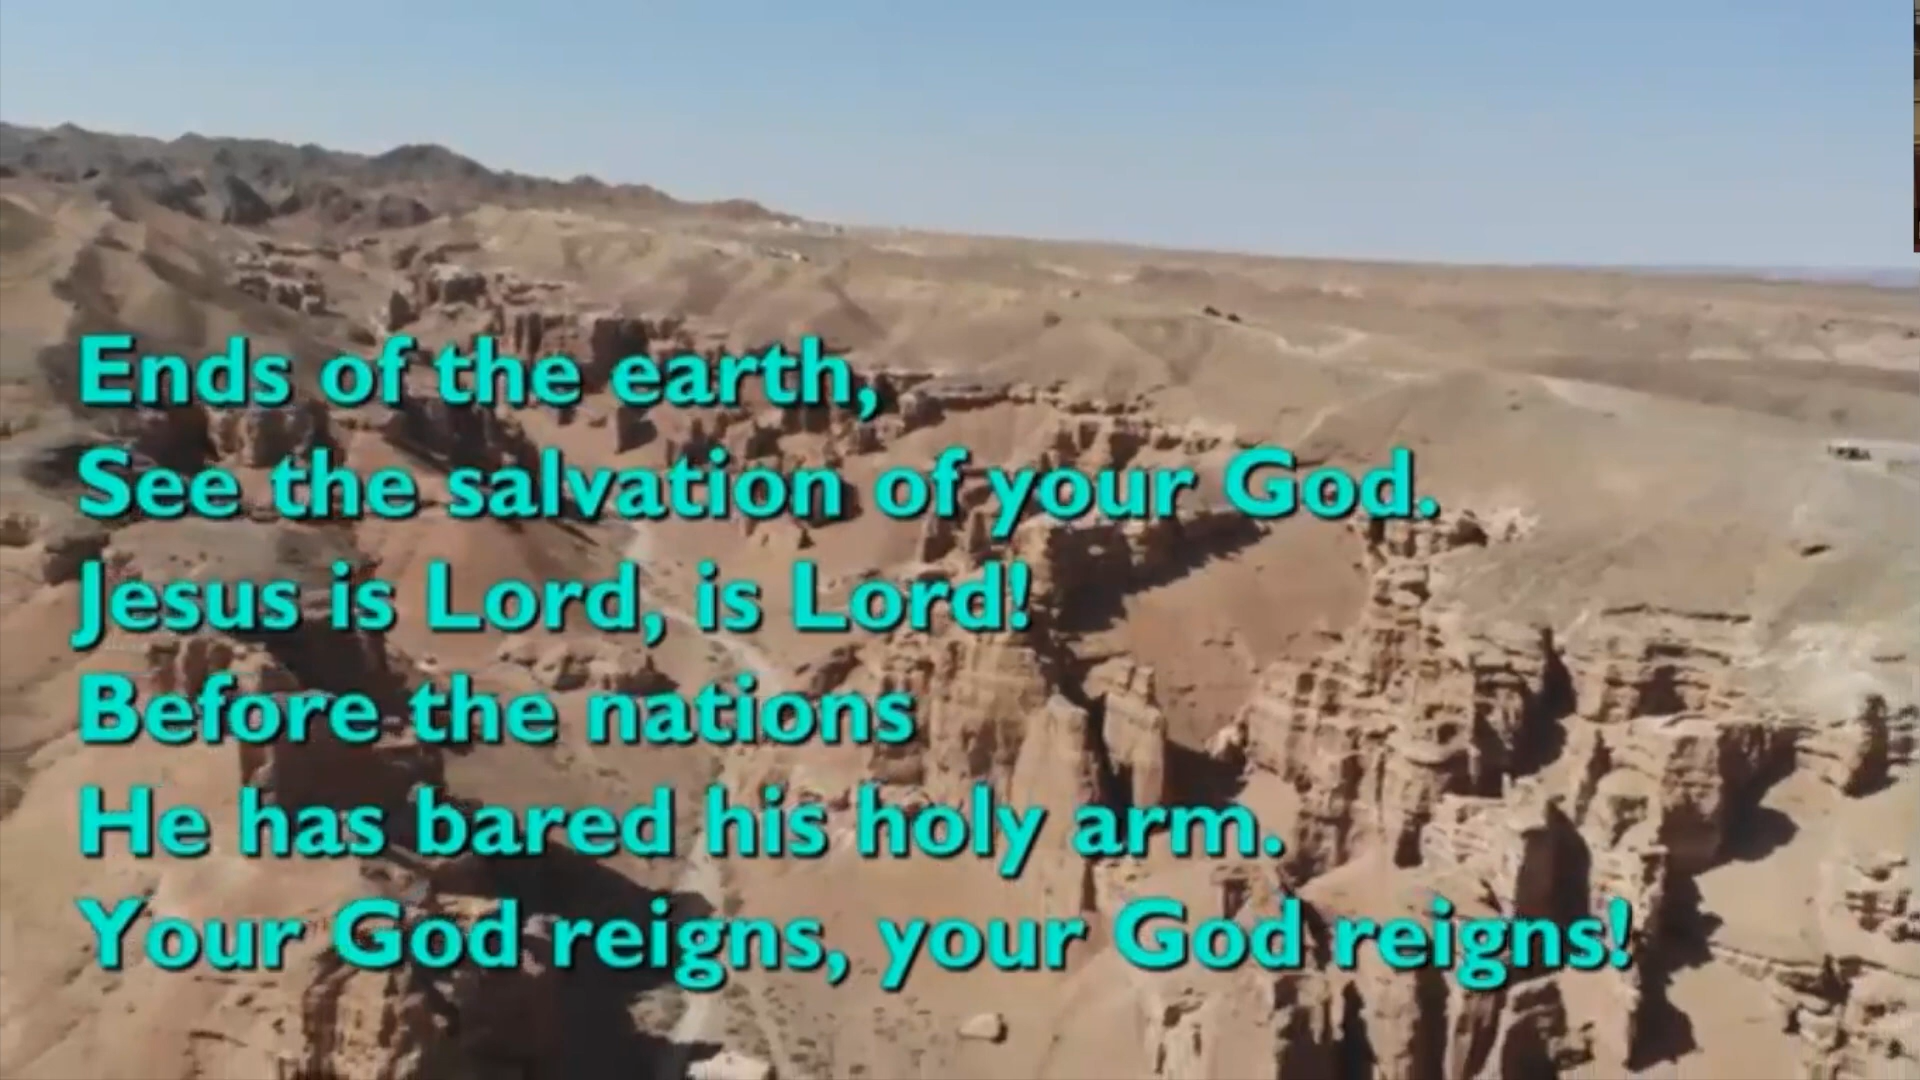 Ends of the earth,
See the salvation of your God.
Jesus is Lord, is Lord!
Before the nations
He has bared his holy arm.
Your God reigns, your God reigns!